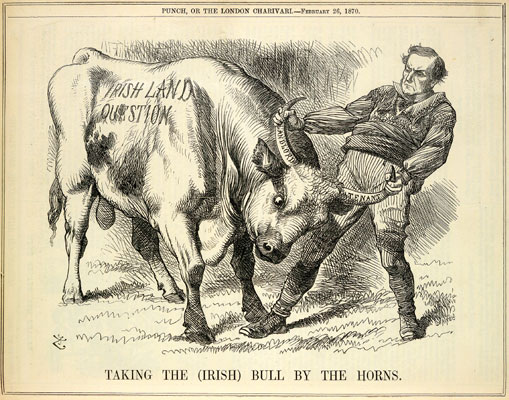 PUNCH, OR THE LONDON CHARIVARI.—FEBRUARY 26, 1870.
IRISH LAND
QUESTION
TAKING THE (IRISH) BULL BY THE HORNS.